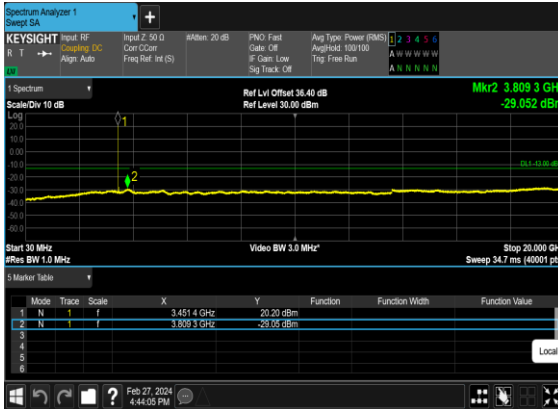 Spectrum Analyzer 1
Swept SA
+
KEYSIGHT Input: RF Input Z: 50 Ω #Atten: 20 dB PNO: Fast Avg Type: Power (RMS) 1 2 3 4 5 6
R T Coupling: DC Corr CCorr Gate: Off Avg|Hold: 100/100 A W W W W W
Align: Auto Freq Ref: Int (S) IF Gain: Low Trig: Free Run
Sig Track: Off A N N N N N
1 Spectrum Ref Lvl Offset 36.40 dB Mkr2 3.809 3 GH
Scale/Div 10 dB Ref Level 30.00 dBm -29.052 dBr
Log
20.0
10.0
0.00
-10.0
-20.0
-30.0
-40.0
-50.0
-60.0
1
2
DL1 -13.00 dB
Start 30 MHz Video BW 3.0 MHz* Stop 20.000 GH
#Res BW 1.0 MHz Sweep 34.7 ms (40001 pt
5 Marker Table
Mode Trace Scale X Y Function Function Width Function Value
1 N 1 f 3.451 4 GHz 20.20 dBm
2 N 1 f 3.809 3 GHz -29.05 dBm
3
4
5
6
Local
? Feb 27, 2024
4:44:05 PM